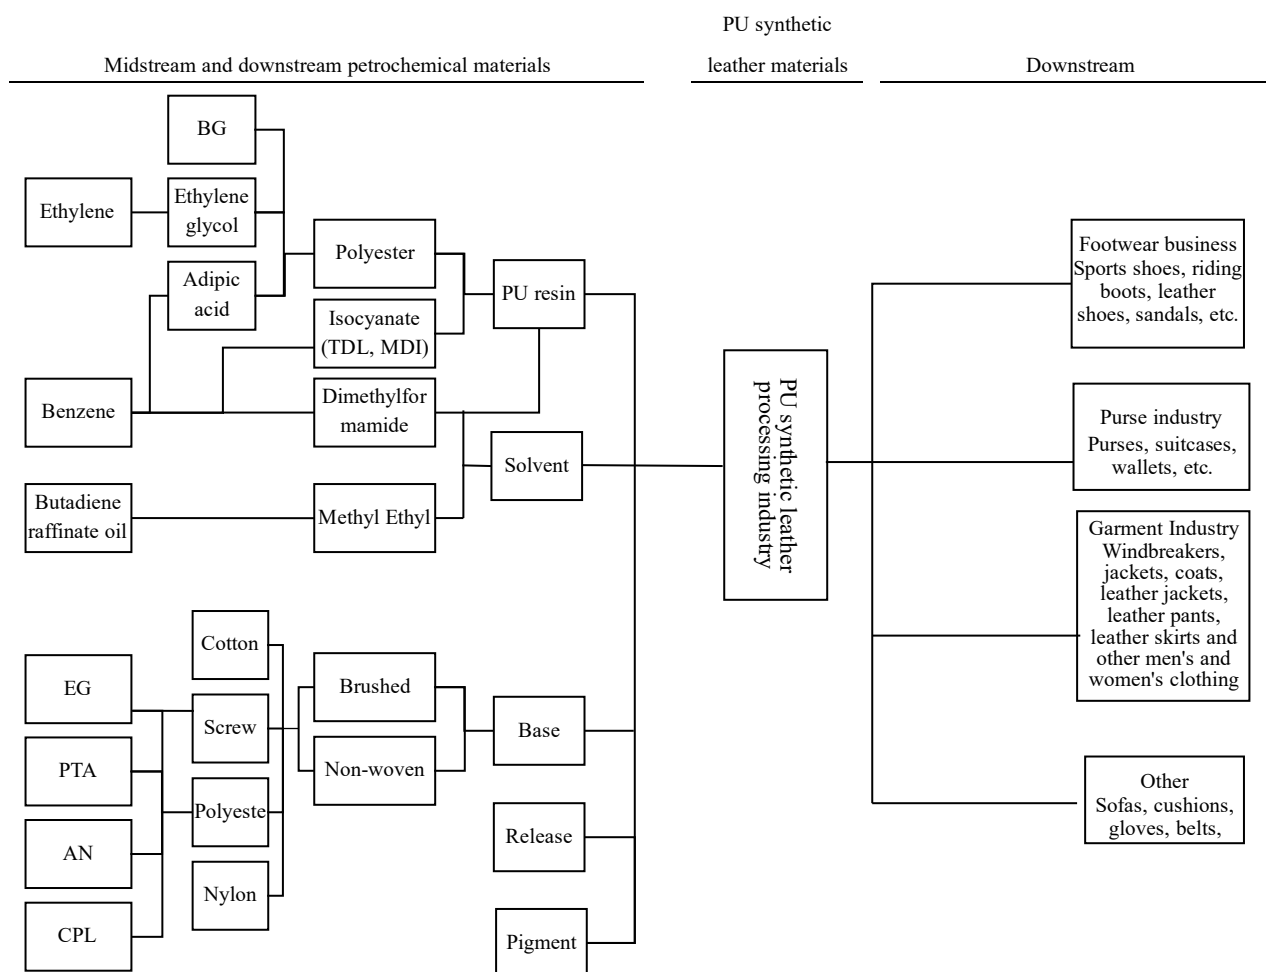 PU synthetic
leather materials
Midstream and downstream petrochemical materials
Downstream
BG
Ethylene
Ethylene
glycol
Polyester
Adipic
acid
PU resin
Isocyanate
(TDL, MDI)
Benzene
Dimethylfor
mamide
Solvent
Butadiene
raffinate oil
Methyl Ethyl
Cotton
EG
Screw
Brushed
Base
PTA
Non-woven
Polyeste
AN
Release
Nylon
CPL
Pigment
PU synthetic leather
processing industry
Footwear business
Sports shoes, riding
boots, leather
shoes, sandals, etc.
Purse industry
Purses, suitcases,
wallets, etc.
Garment Industry
Windbreakers,
jackets, coats,
leather jackets,
leather pants,
leather skirts and
other men's and
women's clothing
Other
Sofas, cushions,
gloves, belts,